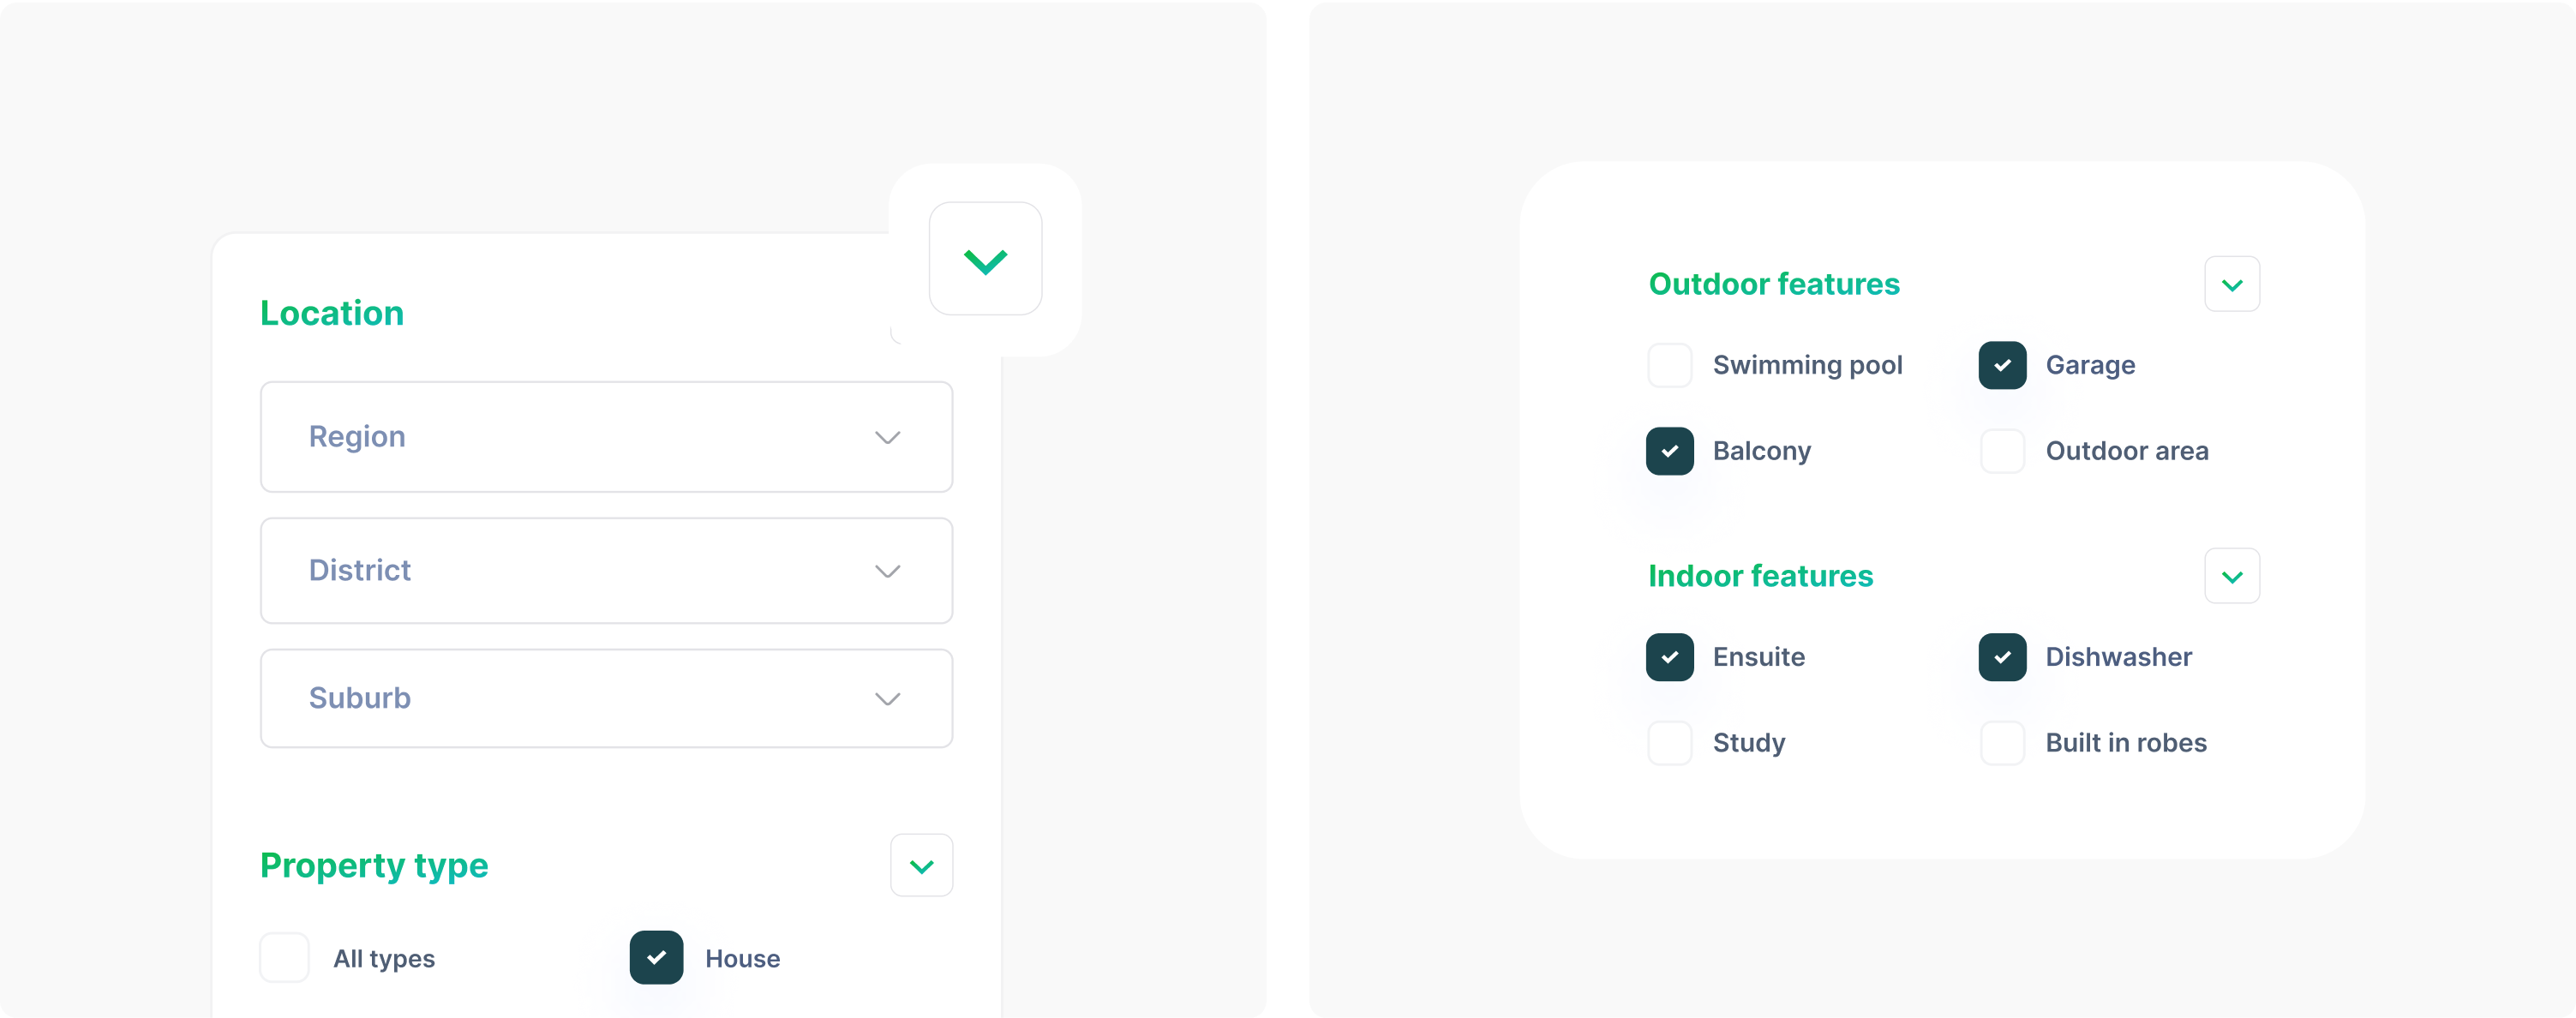 Location
Region
District
Suburb
Property type
All types
House
Outdoor features
Swimming pool
Garage
Balcony
Outdoor area
Indoor features
Ensuite
Dishwasher
Study
Built in robes